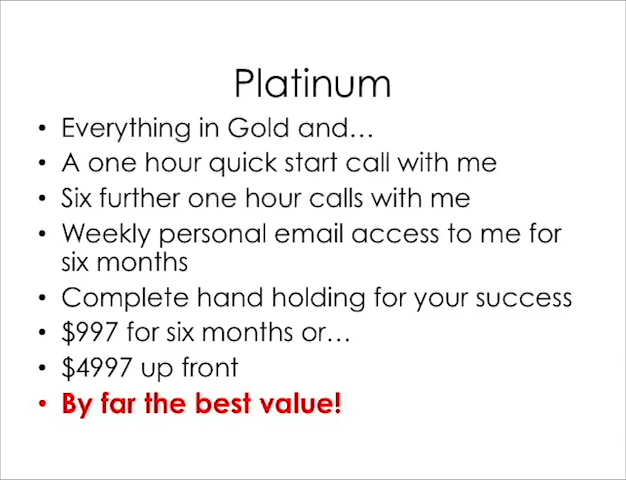 Platinum
• Everything in Gold and…
• A one hour quick start call with me
• Six further one hour calls with me
• Weekly personal email access to me for
six months
• Complete hand holding for your success
• $997 for six months or…
• $4997 up front
• By far the best value!